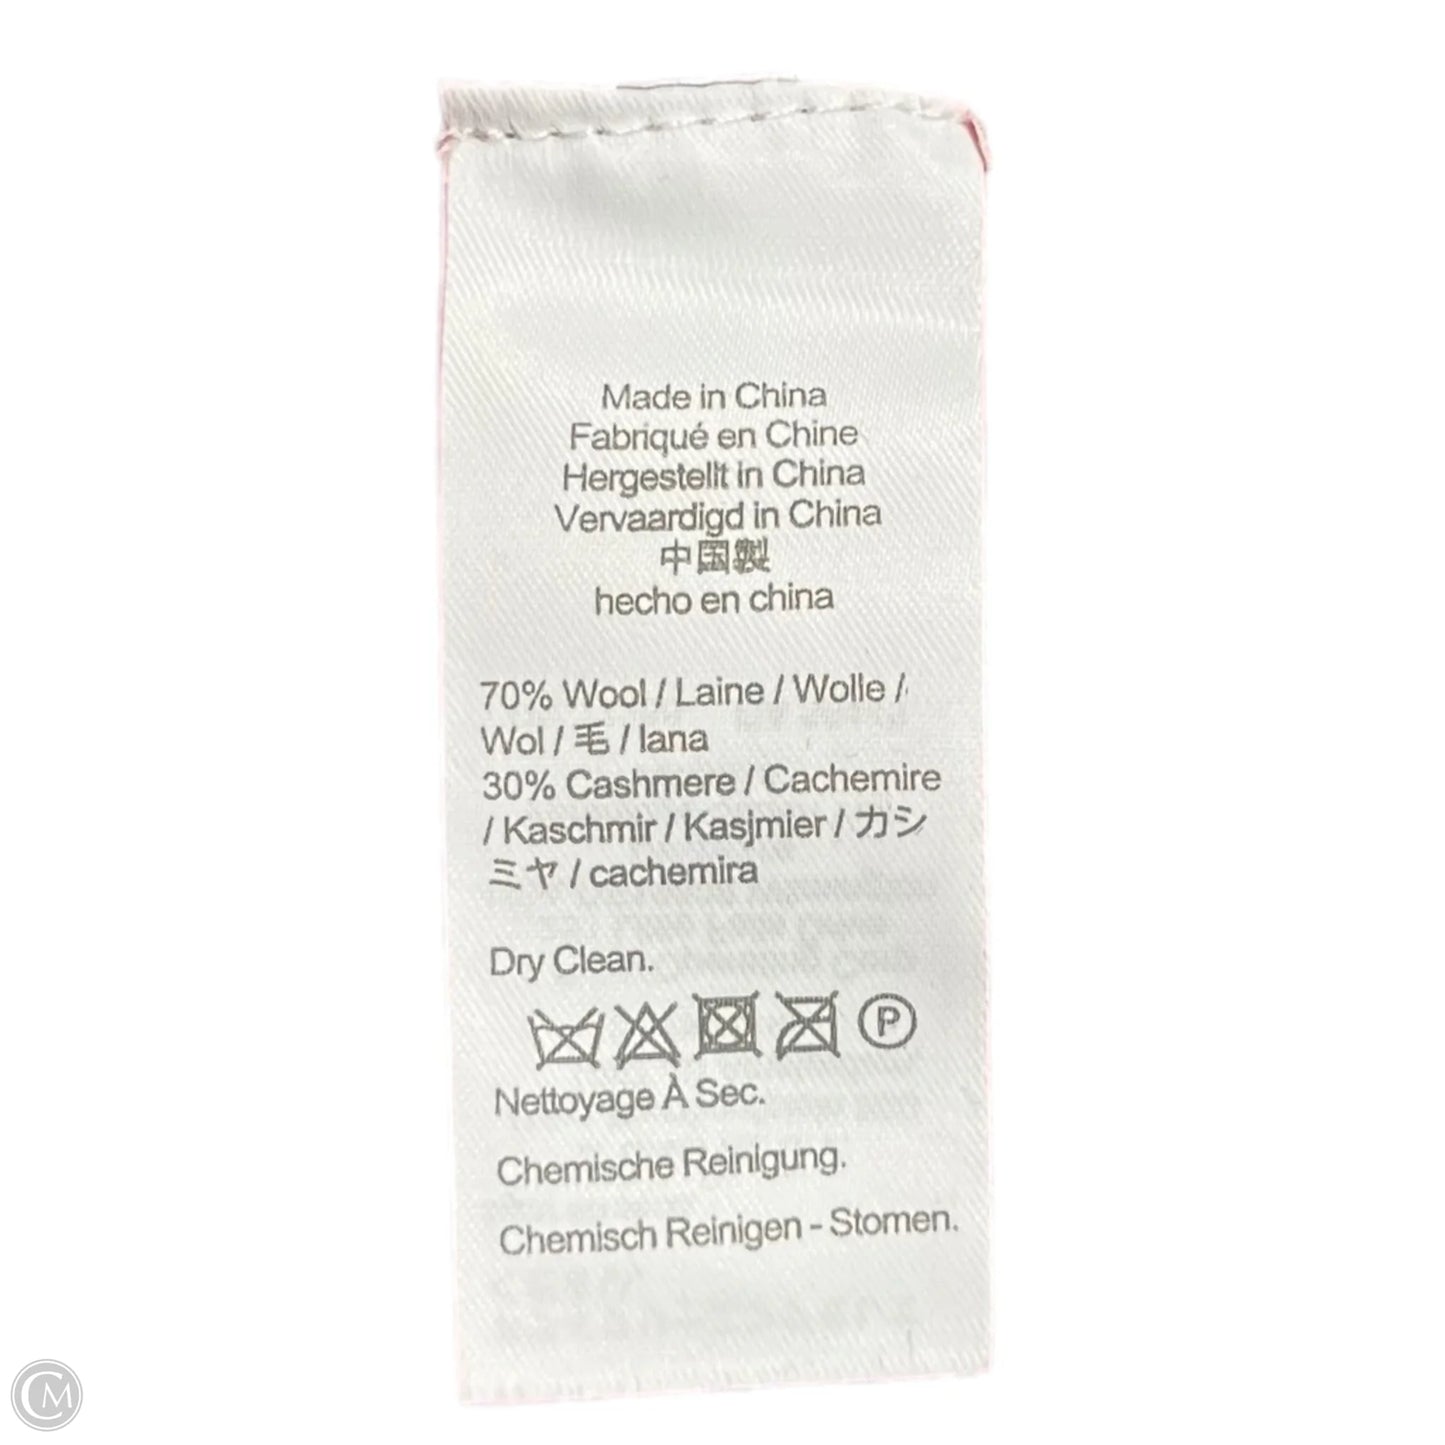 Made in China
Fabriqué en Chine
Hergestellt in China
Vervaardigd in China
中国製
hecho en china
70% Wool / Laine / Wolle /
Wol / 毛 / lana
30% Cashmere / Cachemire
/ Kaschmir / Kasjmier / カシ
ミヤ / cachemira
Dry Clean.
P
Nettoyage À Sec.
Chemische Reinigung.
Chemisch Reinigen - Stomen.
CM